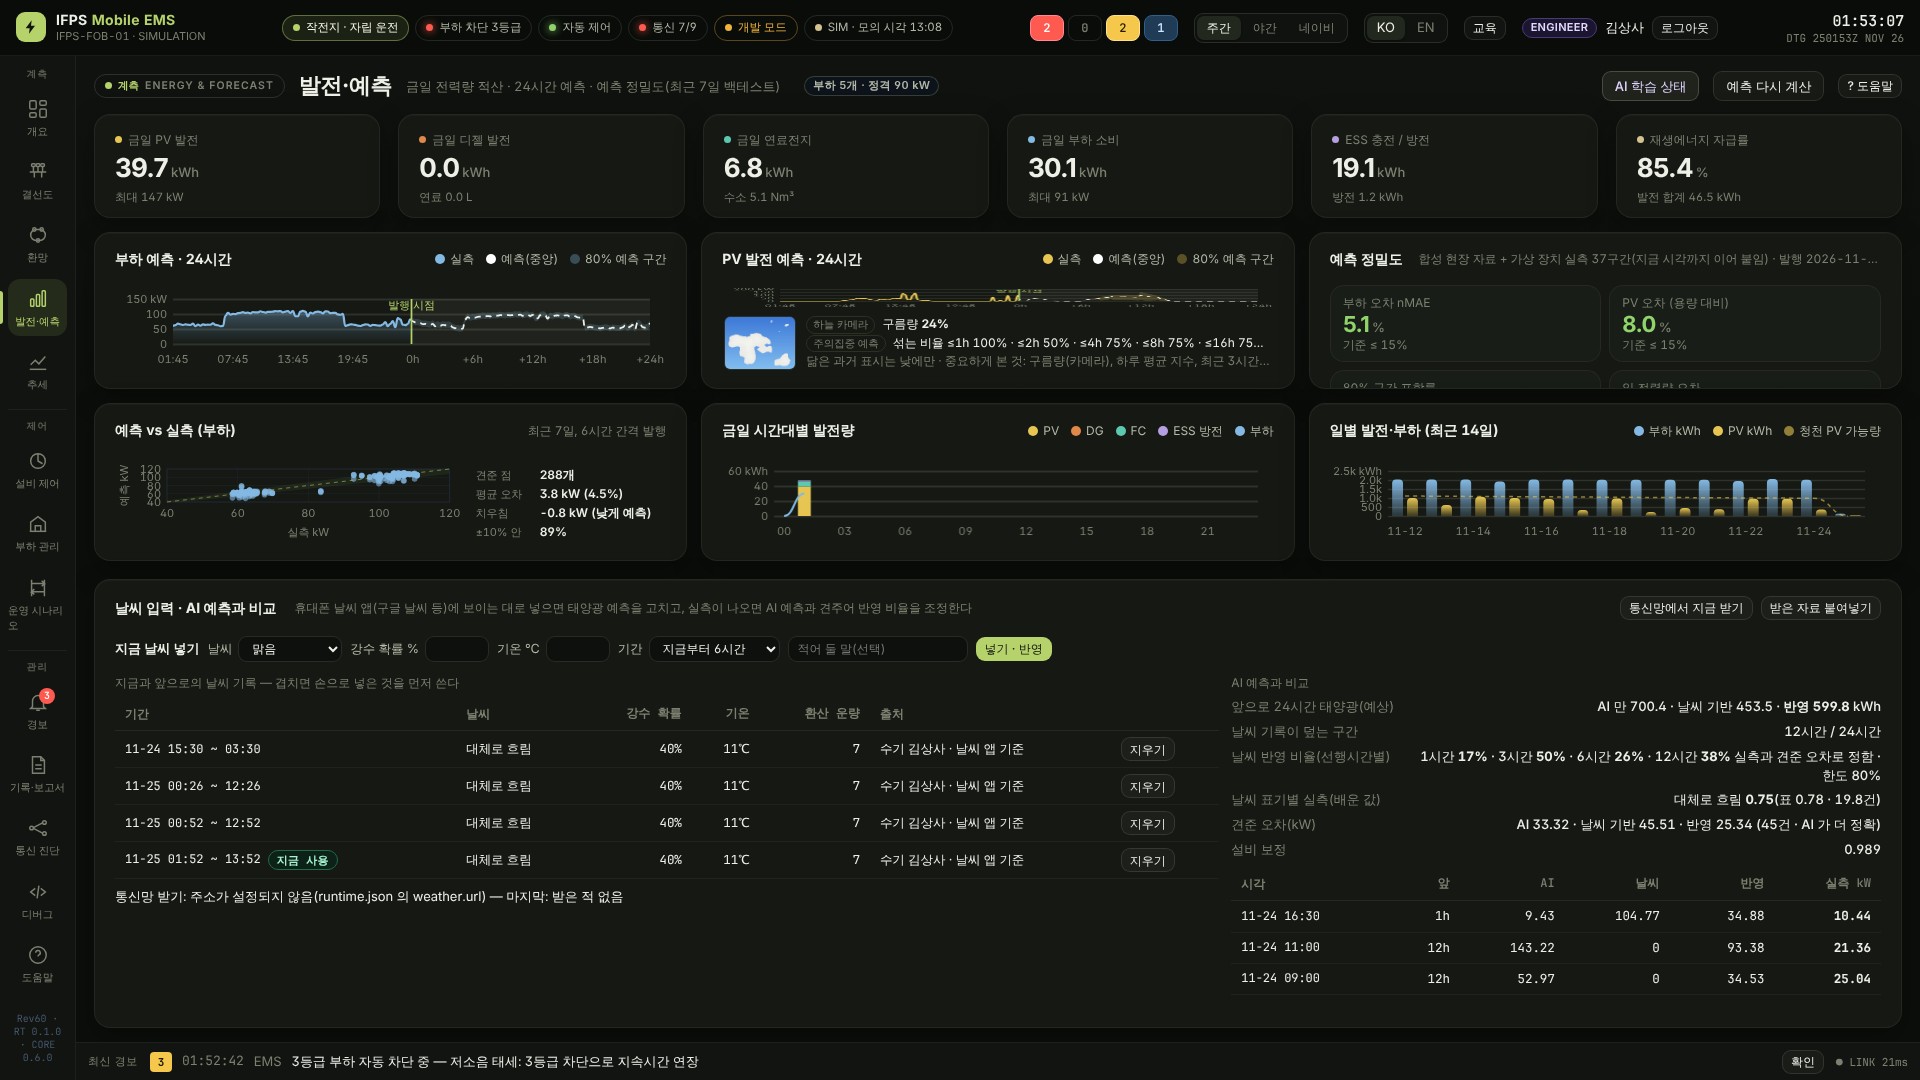 IFPS Mobile EMS
IFPS-FOB-01 · SIMULATION
작전지 · 자립 운전
부하 차단 3등급
자동 제어
통신 7/9
개발 모드
SIM · 모의 시각 13:08
2 0 2 1
주간 야간 네이비
KO EN
교육
ENGINEER 김상사 로그아웃
01:53:07
DTG 250153Z NOV 26
계측
개요
결선도
환망
발전·예측
추세
제어
설비 제어
부하 관리
운영 시나리오
관리
3
경보
기록·보고서
통신 진단
디버그
도움말
Rev60 ·
RT 0.1.0
· CORE
0.6.0
계측 ENERGY & FORECAST
발전·예측
금일 전력량 적산 · 24시간 예측 · 예측 정밀도(최근 7일 백테스트)
부하 5개 · 정격 90 kW
AI 학습 상태
예측 다시 계산
? 도움말
금일 PV 발전
39.7 kWh
최대 147 kW
금일 디젤 발전
0.0 kWh
연료 0.0 L
금일 연료전지
6.8 kWh
수소 5.1 Nm³
금일 부하 소비
30.1 kWh
최대 91 kW
ESS 충전 / 방전
19.1 kWh
방전 1.2 kWh
재생에너지 자급률
85.4 %
발전 합계 46.5 kWh
부하 예측 · 24시간
실측 예측(중앙) 80% 예측 구간
150 kW
100
50
0
발행 시점
01:45 07:45 13:45 19:45 0h +6h +12h +18h +24h
PV 발전 예측 · 24시간
실측 예측(중앙) 80% 예측 구간
하늘 카메라 구름량 24%
주의집중 예측 섞는 비율 ≤1h 100% · ≤2h 50% · ≤4h 75% · ≤8h 75% · ≤16h 75...
닮은 과거 표시는 낮에만 · 중요하게 본 것: 구름량(카메라), 하루 평균 지수, 최근 3시간...
예측 정밀도
합성 현장 자료 + 가상 장치 실측 37구간(지금 시각까지 이어 붙임) · 발행 2026-11-...
부하 오차 nMAE
5.1 %
기준 ≤ 15%
PV 오차 (용량 대비)
8.0 %
기준 ≤ 15%
예측 vs 실측 (부하)
최근 7일, 6시간 간격 발행
예측 kW
120
100
80
60
40
40 60 80 100 120
실측 kW
견준 점 288개
평균 오차 3.8 kW (4.5%)
치우침 -0.8 kW (낮게 예측)
±10% 안 89%
금일 시간대별 발전량
PV DG FC ESS 방전 부하
60 kWh
40
20
0
00 03 06 09 12 15 18 21
일별 발전·부하 (최근 14일)
부하 kWh PV kWh 청천 PV 가능량
2.5k kWh
2.0k
1.5k
1.0k
500
0
11-12 11-14 11-16 11-18 11-20 11-22 11-24
날씨 입력 · AI 예측과 비교
휴대폰 날씨 앱(구글 날씨 등)에 보이는 대로 넣으면 태양광 예측을 고치고, 실측이 나오면 AI 예측과 견주어 반영 비율을 조정한다
통신망에서 지금 받기
받은 자료 붙여넣기
지금 날씨 넣기 날씨 맑음 강수 확률 % 기온 ℃ 기간 지금부터 6시간 적어 둘 말(선택) 넣기 · 반영
지금과 앞으로의 날씨 기록 — 겹치면 손으로 넣은 것을 먼저 쓴다
기간 날씨 강수 확률 기온 환산 운량 출처
11-24 15:30 ~ 03:30 대체로 흐림 40% 11℃ 7 수기 김상사 · 날씨 앱 기준 지우기
11-25 00:26 ~ 12:26 대체로 흐림 40% 11℃ 7 수기 김상사 · 날씨 앱 기준 지우기
11-25 00:52 ~ 12:52 대체로 흐림 40% 11℃ 7 수기 김상사 · 날씨 앱 기준 지우기
11-25 01:52 ~ 13:52 지금 사용 대체로 흐림 40% 11℃ 7 수기 김상사 · 날씨 앱 기준 지우기
통신망 받기: 주소가 설정되지 않음(runtime.json 의 weather.url) — 마지막: 받은 적 없음
AI 예측과 비교
앞으로 24시간 태양광(예상) AI 만 700.4 · 날씨 기반 453.5 · 반영 599.8 kWh
날씨 기록이 덮는 구간 12시간 / 24시간
날씨 반영 비율(선행시간별) 1시간 17% · 3시간 50% · 6시간 26% · 12시간 38% 실측과 견준 오차로 정함 ·
한도 80%
날씨 표기별 실측(배운 값) 대체로 흐림 0.75(표 0.78 · 19.8건)
견준 오차(kW) AI 33.32 · 날씨 기반 45.51 · 반영 25.34 (45건 · AI 가 더 정확)
설비 보정 0.989
시각 앞 AI 날씨 반영 실측 kW
11-24 16:30 1h 9.43 104.77 34.88 10.44
11-24 11:00 12h 143.22 0 93.38 21.36
11-24 09:00 12h 52.97 0 34.53 25.04
최신 경보 3 01:52:42 EMS 3등급 부하 자동 차단 중 — 저소음 태세: 3등급 차단으로 지속시간 연장
확인
LINK 21ms